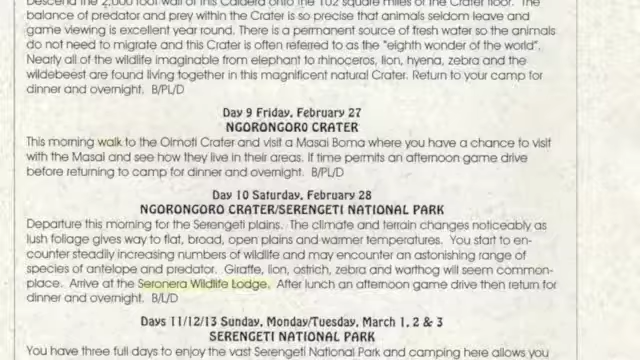 Descend the 2,000 foot wall of this Caldera onto the 102 square miles of the Crater floor. The
balance of predator and prey within the Crater is so precise that animals seldom leave and
game viewing is excellent year round. There is a permanent source of fresh water so the animals
do not need to migrate and this Crater is often referred to as the "eighth wonder of the world".
Nearly all of the wildlife imaginable from elephant to rhinoceros, lion, hyena, zebra and the
wildebeest are found living together in this magnificent natural Crater. Return to your camp for
dinner and overnight. B/PL/D
Day 9 Friday, February 27
NGORONGORO CRATER
This morning walk to the Olmoti Crater and visit a Masai Boma where you have a chance to visit
with the Masai and see how they live in their areas. If time permits an afternoon game drive
before returning to camp for dinner and overnight. B/PL/D
Day 10 Saturday, February 28
NGORONGORO CRATER/SERENGETI NATIONAL PARK
Departure this morning for the Serengeti plains. The climate and terrain changes noticeably as
lush foliage gives way to flat, broad, open plains and warmer temperatures. You start to en-
counter steadily increasing numbers of wildlife and may encounter an astonishing range of
species of antelope and predator. Giraffe, lion, ostrich, zebra and warthog will seem common-
place. Arrive at the Seronera Wildlife Lodge. After lunch an afternoon game drive then return for
dinner and overnight. B/L/D
Days 11/12/13 Sunday, Monday/Tuesday, March 1, 2 & 3
SERENGETI NATIONAL PARK
You have three full days to enjoy the vast Serengeti National Park and camping here allows you